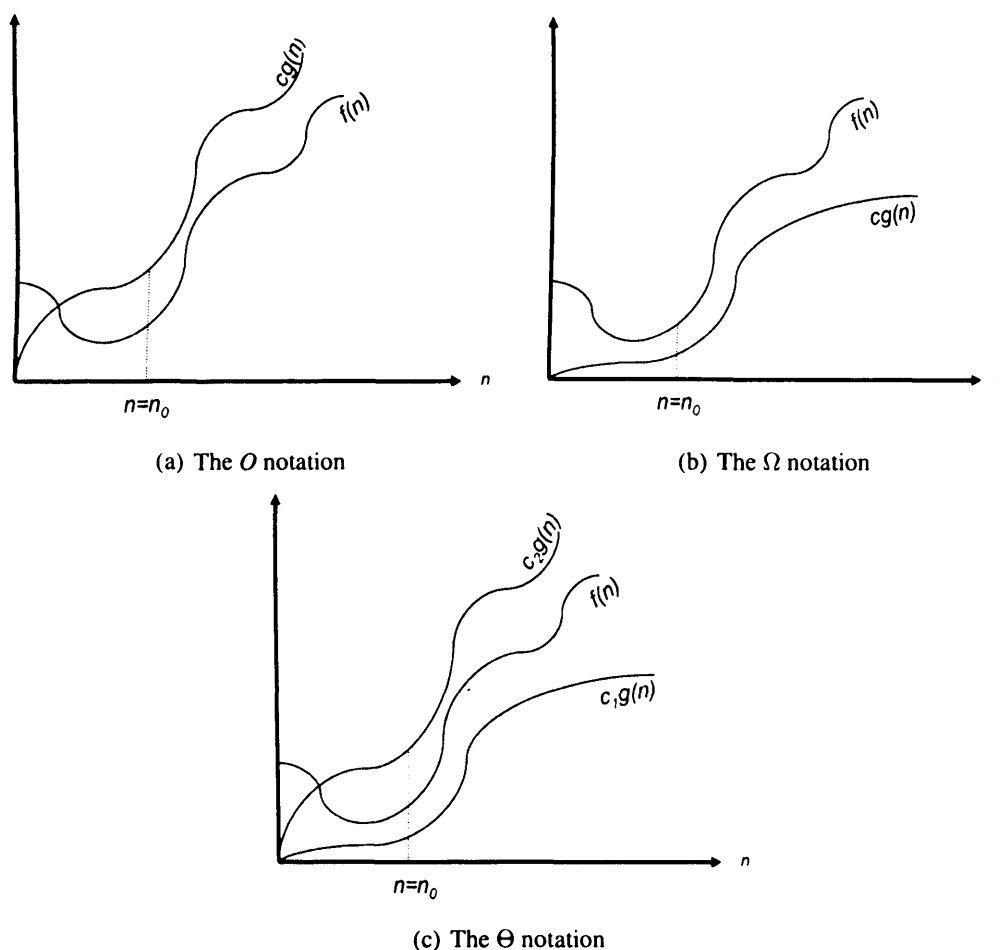 cg(n)
f(n)
n
n=n₀
(a) The O notation
f(n)
cg(n)
n=n₀
(b) The Ω notation
c₂g(n)
f(n)
c₁g(n)
n
n=n₀
(c) The Θ notation